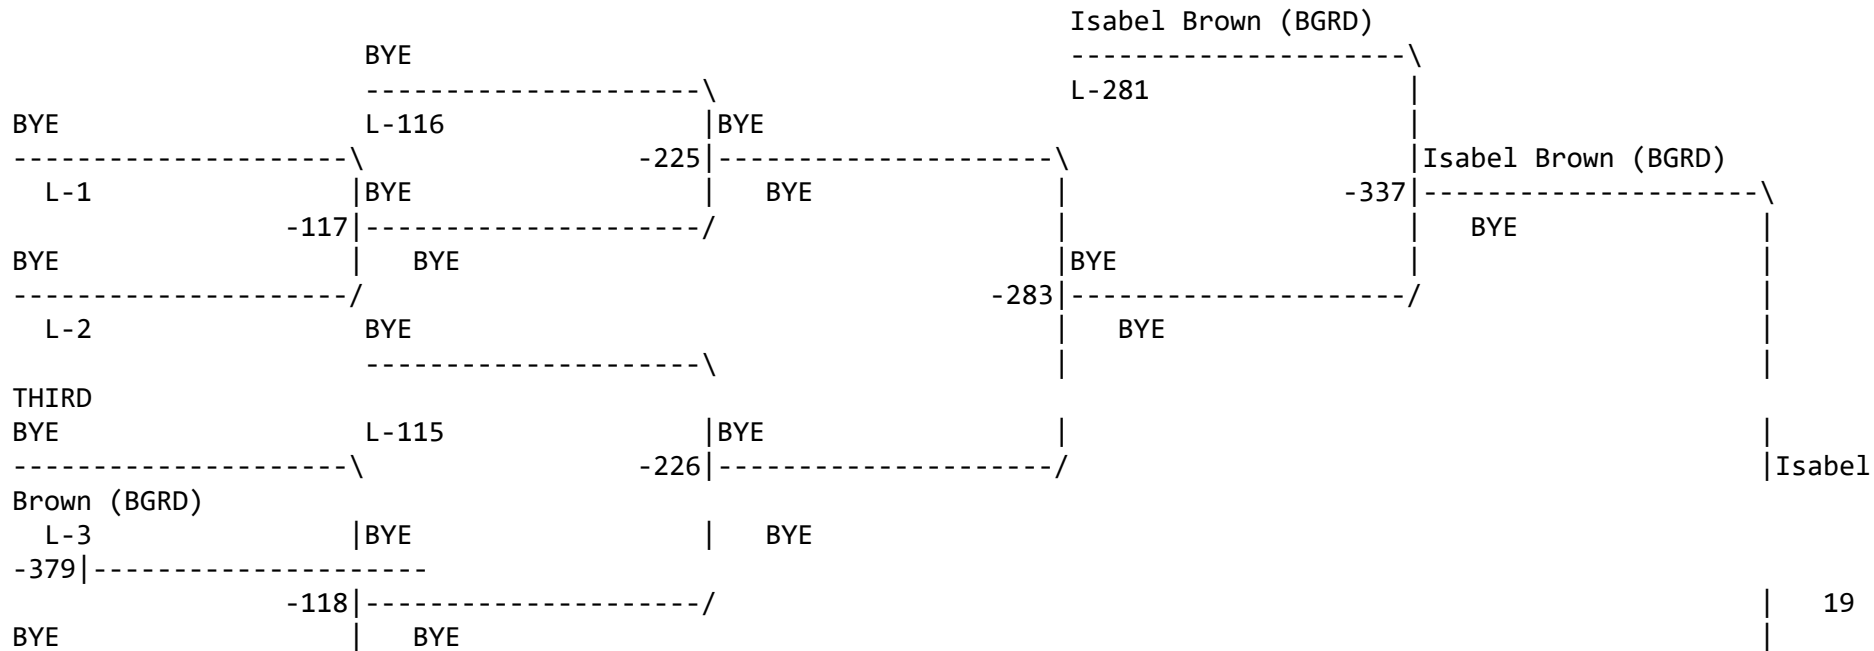 Isabel Brown (BGRD)
                      BYE                                          ---------------------\
                      ---------------------\                       L-281                |
BYE                   L-116                |BYE                                         |
---------------------\                 -225|---------------------\                      |Isabel Brown (BGRD)
  L-1                |BYE                  |   BYE               |                 -337|---------------------\
                 -117|---------------------/                     |                      |   BYE               |
BYE                  |   BYE                                     |BYE                   |                     |
---------------------/                                       -283|---------------------/                      |
  L-2                 BYE                                        |   BYE                                      |
                      ---------------------\                     |                                            |
THIRD
BYE                   L-115                |BYE                  |                                            |
---------------------\                 -226|---------------------/                                            |Isabel
Brown (BGRD)
  L-3                |BYE                  |   BYE
-379|---------------------
                 -118|---------------------/                                                                  |   19
BYE                  |   BYE                                                                                  |